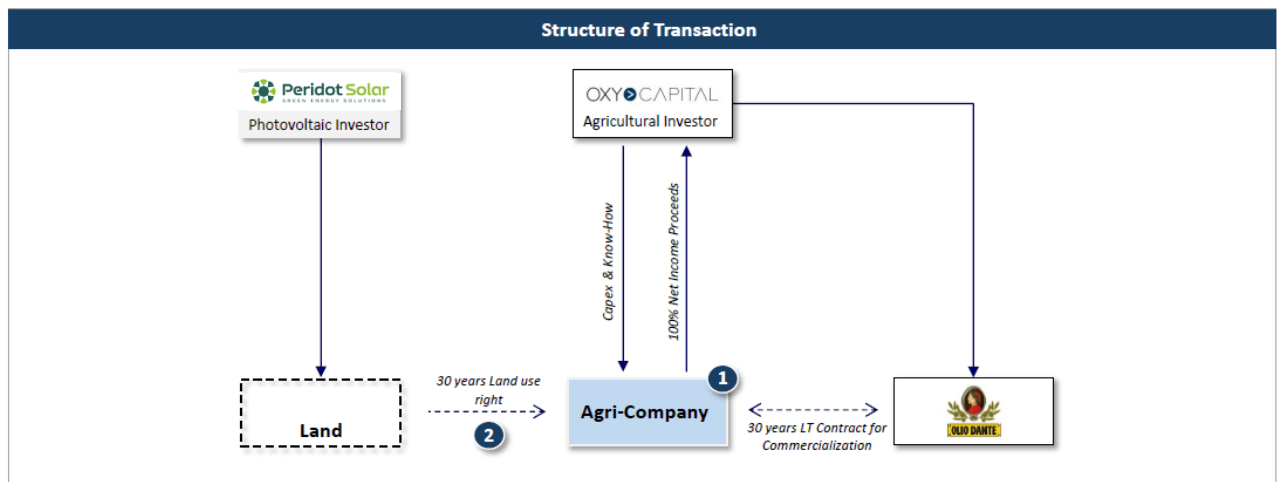 Structure of Transaction
Peridot Solar
GREEN ENERGY SOLUTIONS
Photovoltaic Investor
OXY CAPITAL
Agricultural Investor
Capex & Know-How
100% Net Income Proceeds
1
30 years Land use
right
2
Land
Agri-Company
30 years LT Contract for
Commercialization
OLIO DANTE